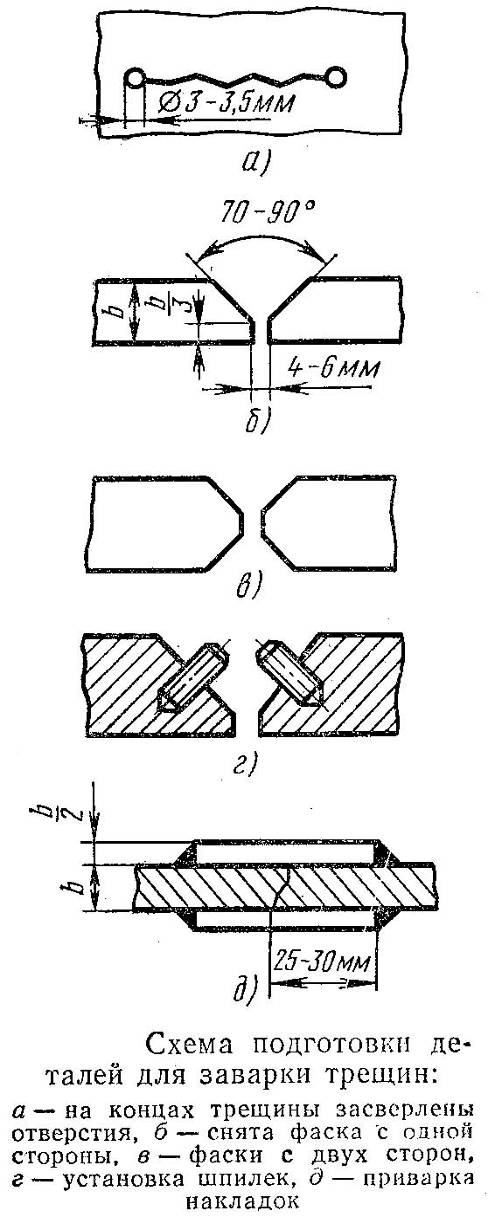 Ø3-3,5мм
а)
70-90°
b
b/3
4-6мм
б)
в)
г)
b/2
b
25-30мм
д)
Схема подготовки де-
талей для заварки трещин:
а — на концах трещины засверлены
отверстия, б — снята фаска с одной
стороны, в — фаски с двух сторон,
г — установка шпилек, д — приварка
накладок